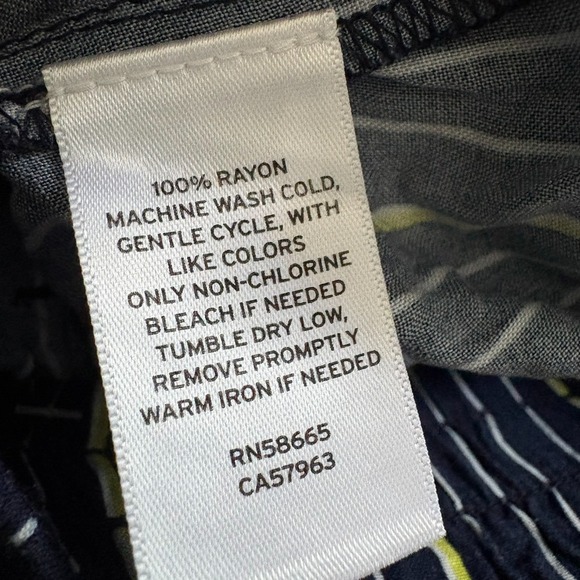 100% RAYON
MACHINE WASH COLD,
GENTLE CYCLE, WITH
LIKE COLORS
ONLY NON-CHLORINE
BLEACH IF NEEDED
TUMBLE DRY LOW,
REMOVE PROMPTLY
WARM IRON IF NEEDED
RN58665
CA57963